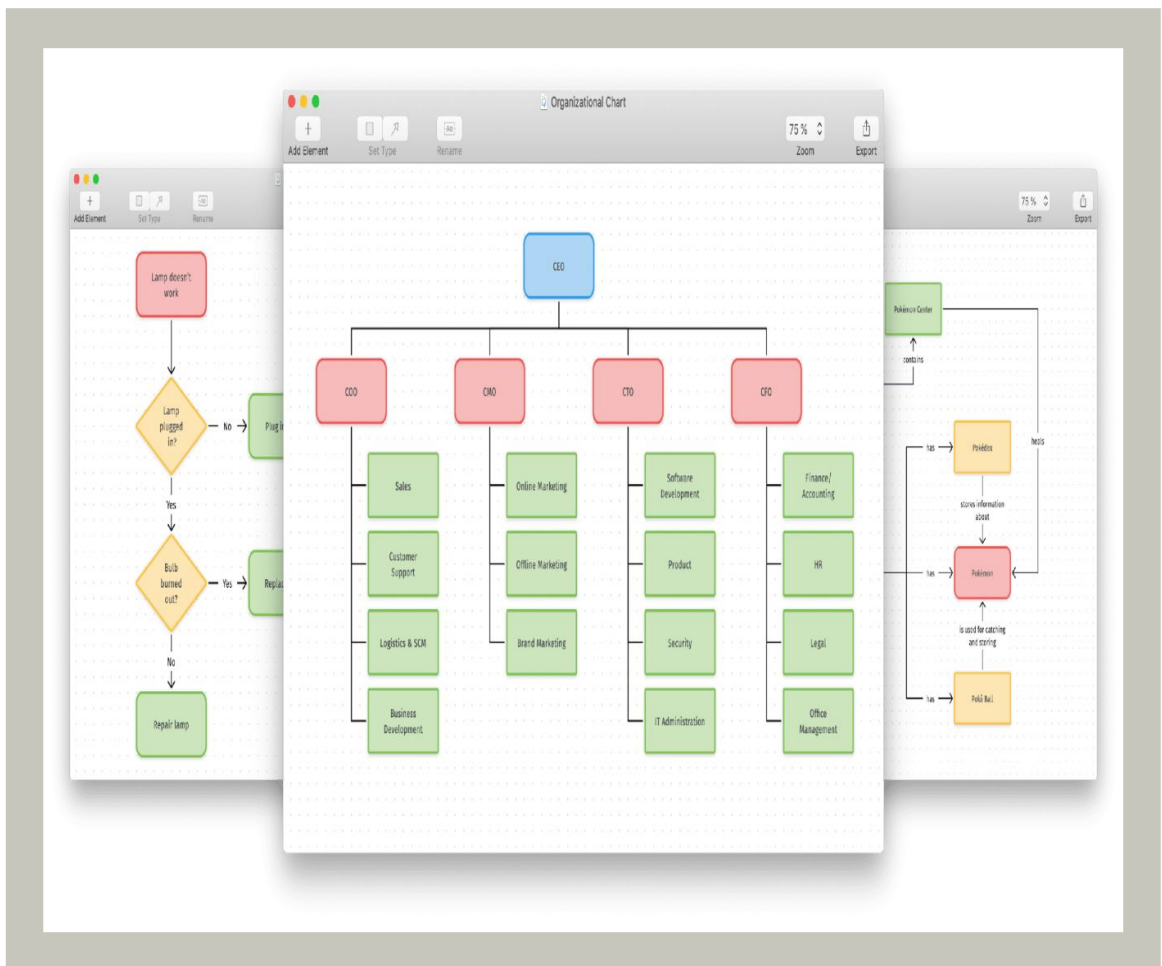 Organizational Chart
Add Element
Set Type
Rename
75 %
Zoom
Export
CEO
COO
CMO
CTO
CFO
Sales
Customer
Support
Logistics & SCM
Business
Development
Online Marketing
Offline Marketing
Brand Marketing
Software
Development
Product
Security
IT Administration
Finance/
Accounting
HR
Legal
Office
Management
Add Element
Set Type
Rename
Lamp doesn't
work
Lamp
plugged
in?
No
Plug in
Yes
Bulb
burned
out?
Yes
No
Repair lamp
75 %
Zoom
Export
Pokémon Center
contains
heals
has
Pokédex
stores information
about
has
Pokémon
is used for catching
and storing
has
Poké Ball